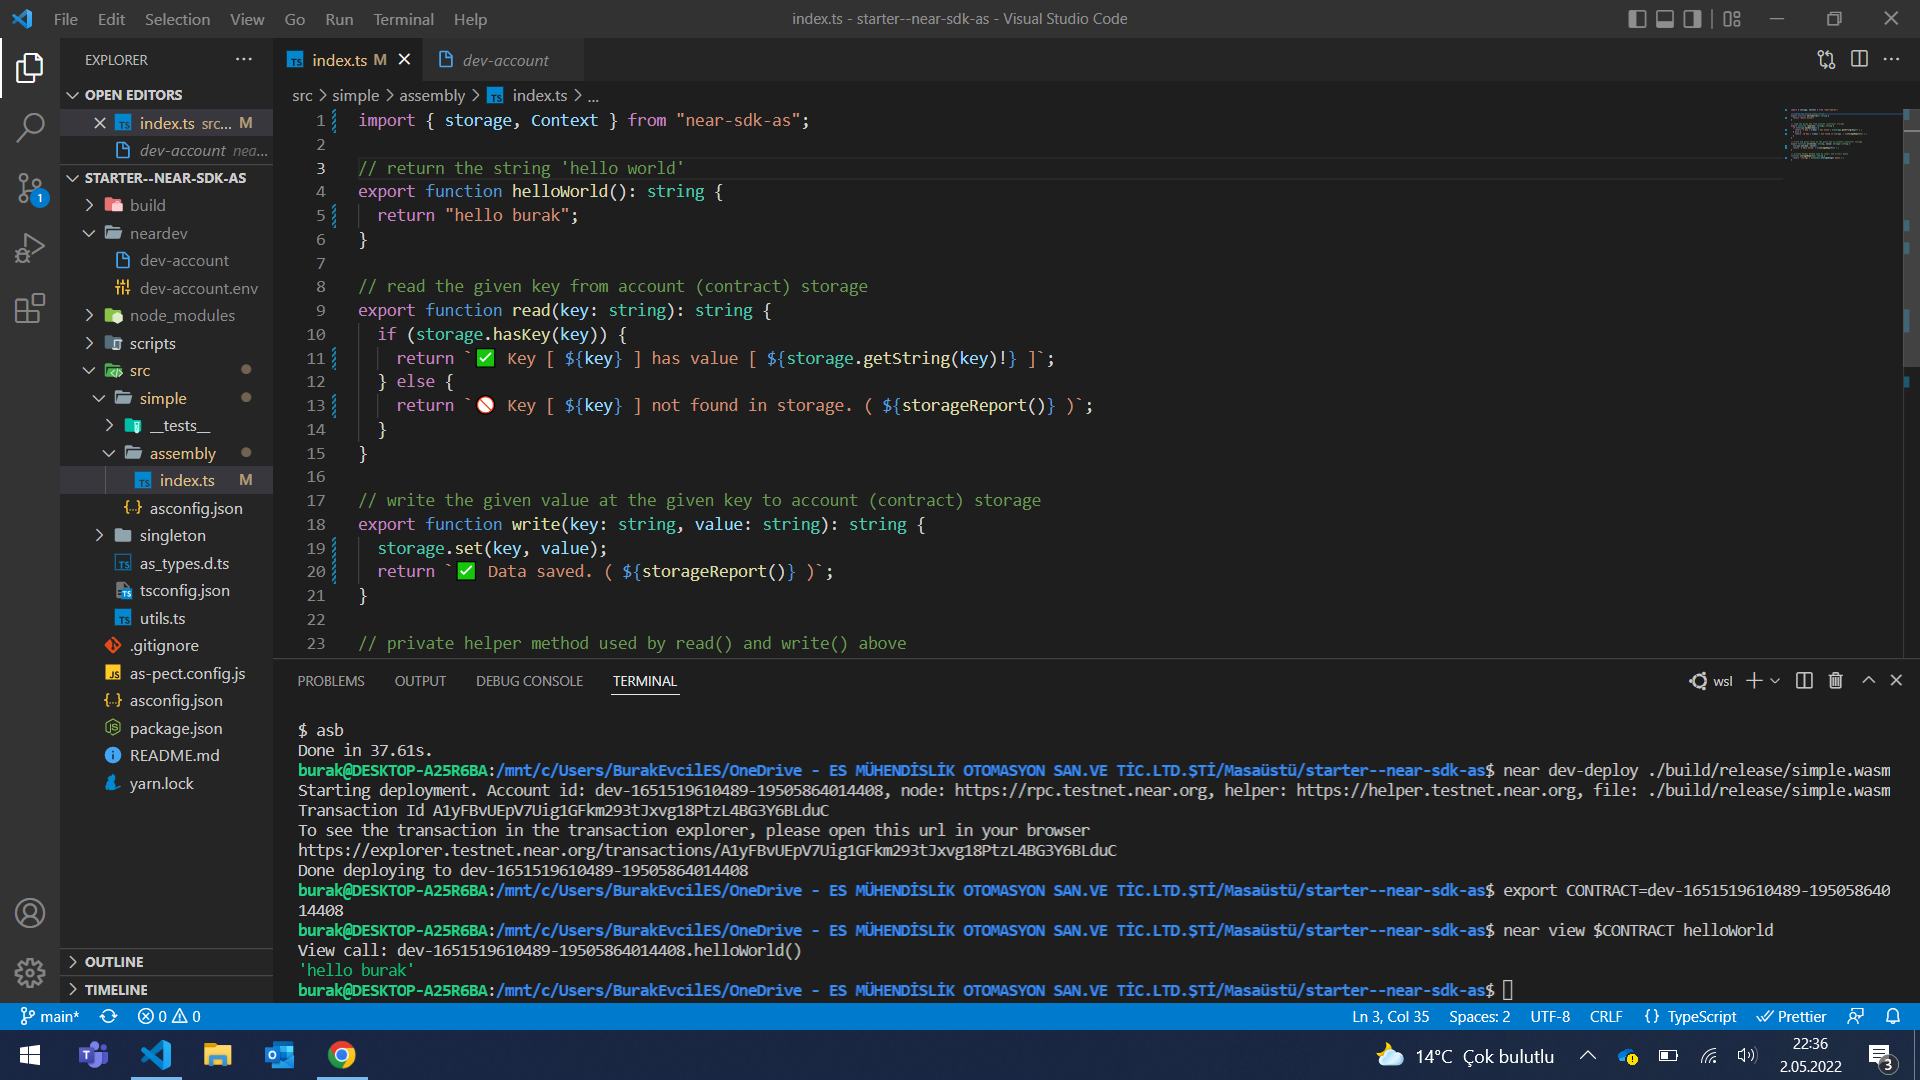 File Edit Selection View Go Run Terminal Help
index.ts - starter--near-sdk-as - Visual Studio Code
EXPLORER
OPEN EDITORS
index.ts src... M
dev-account nea...
STARTER--NEAR-SDK-AS
build
neardev
dev-account
dev-account.env
node_modules
scripts
src
simple
__tests__
assembly
index.ts M
asconfig.json
singleton
as_types.d.ts
tsconfig.json
utils.ts
.gitignore
as-pect.config.js
asconfig.json
package.json
README.md
yarn.lock
OUTLINE
TIMELINE
index.ts M
dev-account
src > simple > assembly > index.ts > ...
1 import { storage, Context } from "near-sdk-as";
2
3 // return the string 'hello world'
4 export function helloWorld(): string {
5 return "hello burak";
6 }
7
8 // read the given key from account (contract) storage
9 export function read(key: string): string {
10 if (storage.hasKey(key)) {
11 return `✅ Key [ ${key} ] has value [ ${storage.getString(key)!} ]`;
12 } else {
13 return `🚫 Key [ ${key} ] not found in storage. ( ${storageReport()} )`;
14 }
15 }
16
17 // write the given value at the given key to account (contract) storage
18 export function write(key: string, value: string): string {
19 storage.set(key, value);
20 return `✅ Data saved. ( ${storageReport()} )`;
21 }
22
23 // private helper method used by read() and write() above
PROBLEMS OUTPUT DEBUG CONSOLE TERMINAL
wsl
$ asb
Done in 37.61s.
burak@DESKTOP-A25R6BA:/mnt/c/Users/BurakEvcilES/OneDrive - ES MÜHENDİSLİK OTOMASYON SAN.VE TİC.LTD.ŞTİ/Masaüstü/starter--near-sdk-as$ near dev-deploy ./build/release/simple.wasm
Starting deployment. Account id: dev-1651519610489-19505864014408, node: https://rpc.testnet.near.org, helper: https://helper.testnet.near.org, file: ./build/release/simple.wasm
Transaction Id A1yFBvUEpV7Uig1GFkm293tJxvg18PtzL4BG3Y6BLduC
To see the transaction in the transaction explorer, please open this url in your browser
https://explorer.testnet.near.org/transactions/A1yFBvUEpV7Uig1GFkm293tJxvg18PtzL4BG3Y6BLduC
Done deploying to dev-1651519610489-19505864014408
burak@DESKTOP-A25R6BA:/mnt/c/Users/BurakEvcilES/OneDrive - ES MÜHENDİSLİK OTOMASYON SAN.VE TİC.LTD.ŞTİ/Masaüstü/starter--near-sdk-as$ export CONTRACT=dev-1651519610489-195058640
14408
burak@DESKTOP-A25R6BA:/mnt/c/Users/BurakEvcilES/OneDrive - ES MÜHENDİSLİK OTOMASYON SAN.VE TİC.LTD.ŞTİ/Masaüstü/starter--near-sdk-as$ near view $CONTRACT helloWorld
View call: dev-1651519610489-19505864014408.helloWorld()
'hello burak'
burak@DESKTOP-A25R6BA:/mnt/c/Users/BurakEvcilES/OneDrive - ES MÜHENDİSLİK OTOMASYON SAN.VE TİC.LTD.ŞTİ/Masaüstü/starter--near-sdk-as$
main* 0 0
Ln 3, Col 35 Spaces: 2 UTF-8 CRLF {} TypeScript Prettier
14°C Çok bulutlu
22:36
2.05.2022
3